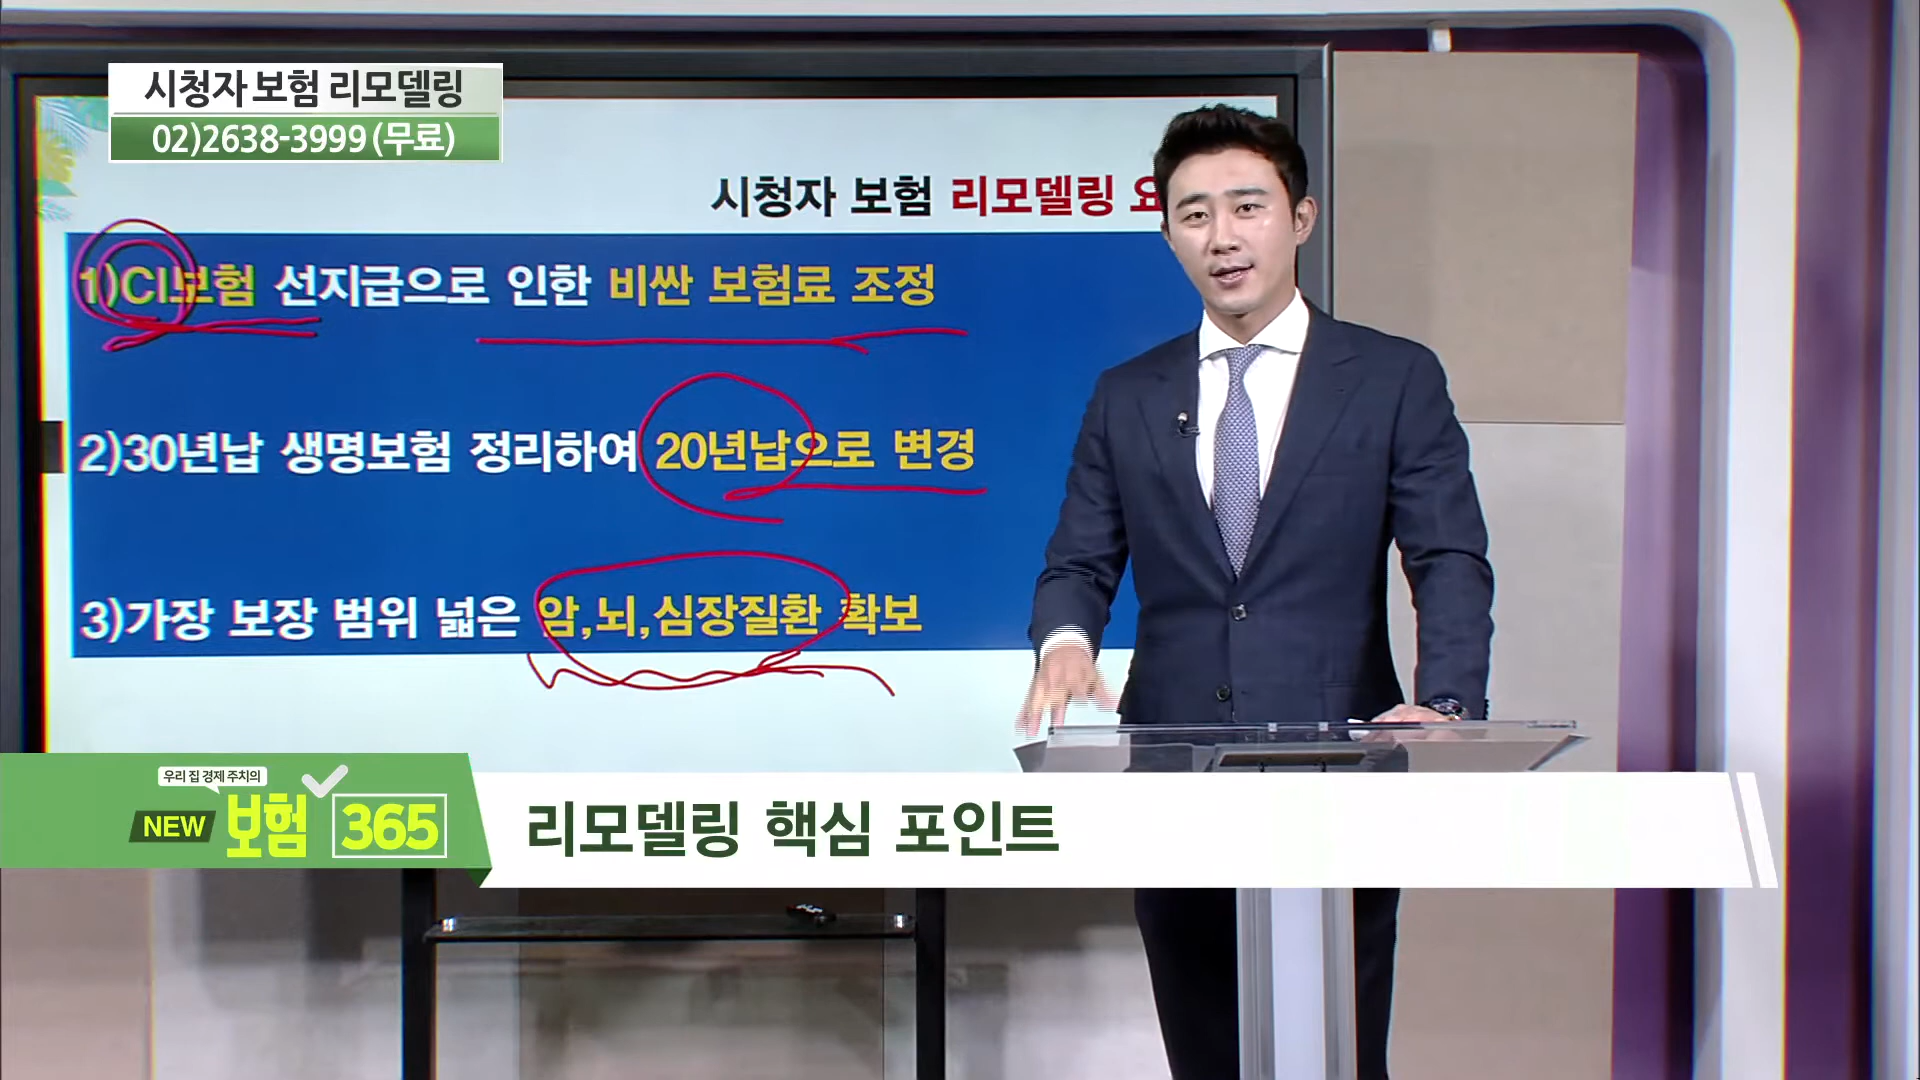 시청자 보험 리모델링
02)2638-3999 (무료)
시청자 보험 리모델링
1)CI보험 선지급으로 인한 비싼 보험료 조정
2)30년납 생명보험 정리하여 20년납으로 변경
3)가장 보장 범위 넓은 암,뇌,심장질환 확보
우리 집 경제 주치의
NEW 보험 365
리모델링 핵심 포인트